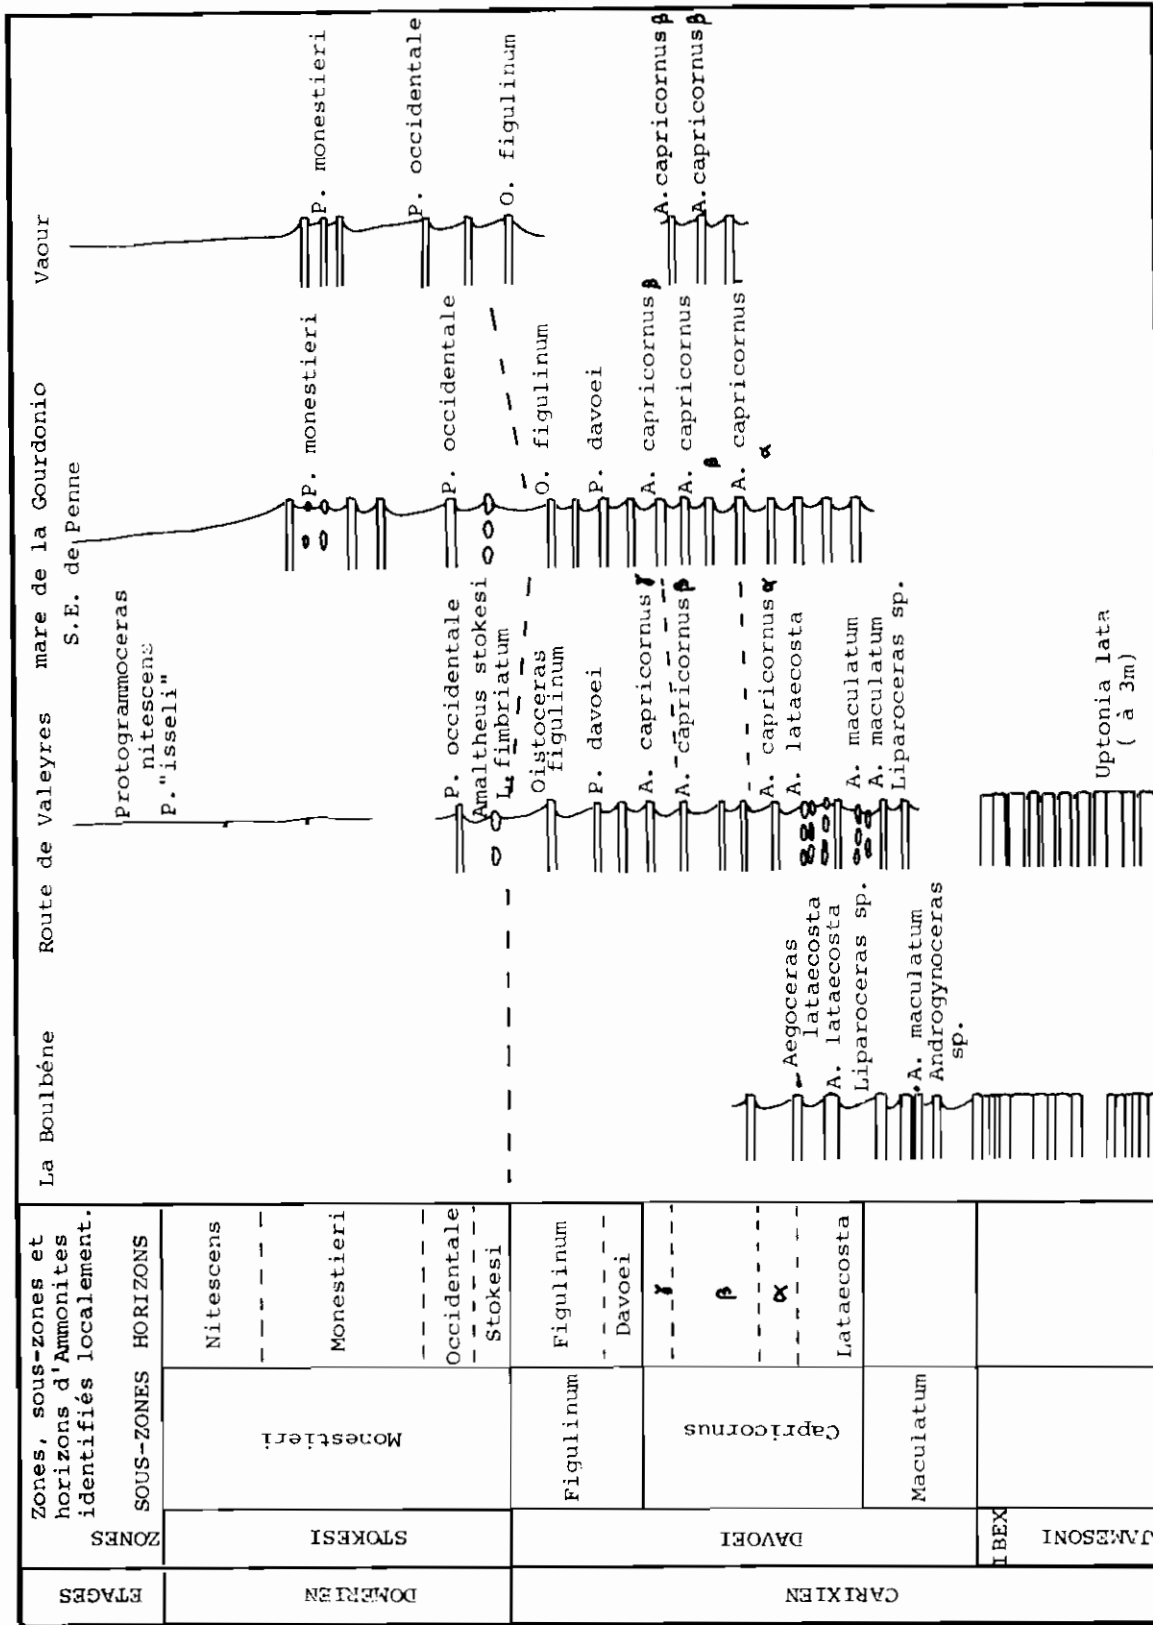 Zones, sous-zones et
horizons d'Ammonites
identifiés localement.
ETAGES
ZONES
SOUS-ZONES
HORIZONS
DOMERIEN
CARIXIEN
STOKESI
DAVOEI
IBEX
JAMESONI
Monestieri
Figulinum
Capricornus
Maculatum
Nitescens
Monestieri
Occidentale
Stokesi
Figulinum
Davoei
γ
β
α
Lataecosta
La Boulbéne
Aegoceras
lataecosta
A. lataecosta
Liparoceras sp.
A. maculatum
Androgynoceras
sp.
Route de Valeyres
Protogrammoceras
nitescens
P."isseli"
P. occidentale
Amaltheus stokesi
L. fimbriatum
Oistoceras
figulinum
P. davoei
A. capricornus γ
A. capricornus β
A. capricornus α
A. lataecosta
A. maculatum
A. maculatum
Liparoceras sp.
Uptonia lata
( à 3m)
mare de la Gourdonio
S.E. de Penne
P. monestieri
P. occidentale
O. figulinum
P. davoei
A. capricornus β
A. capricornus
β
A. capricornus
α
Vaour
P. monestieri
P. occidentale
O. figulinum
A. capricornus β
A. capricornus β